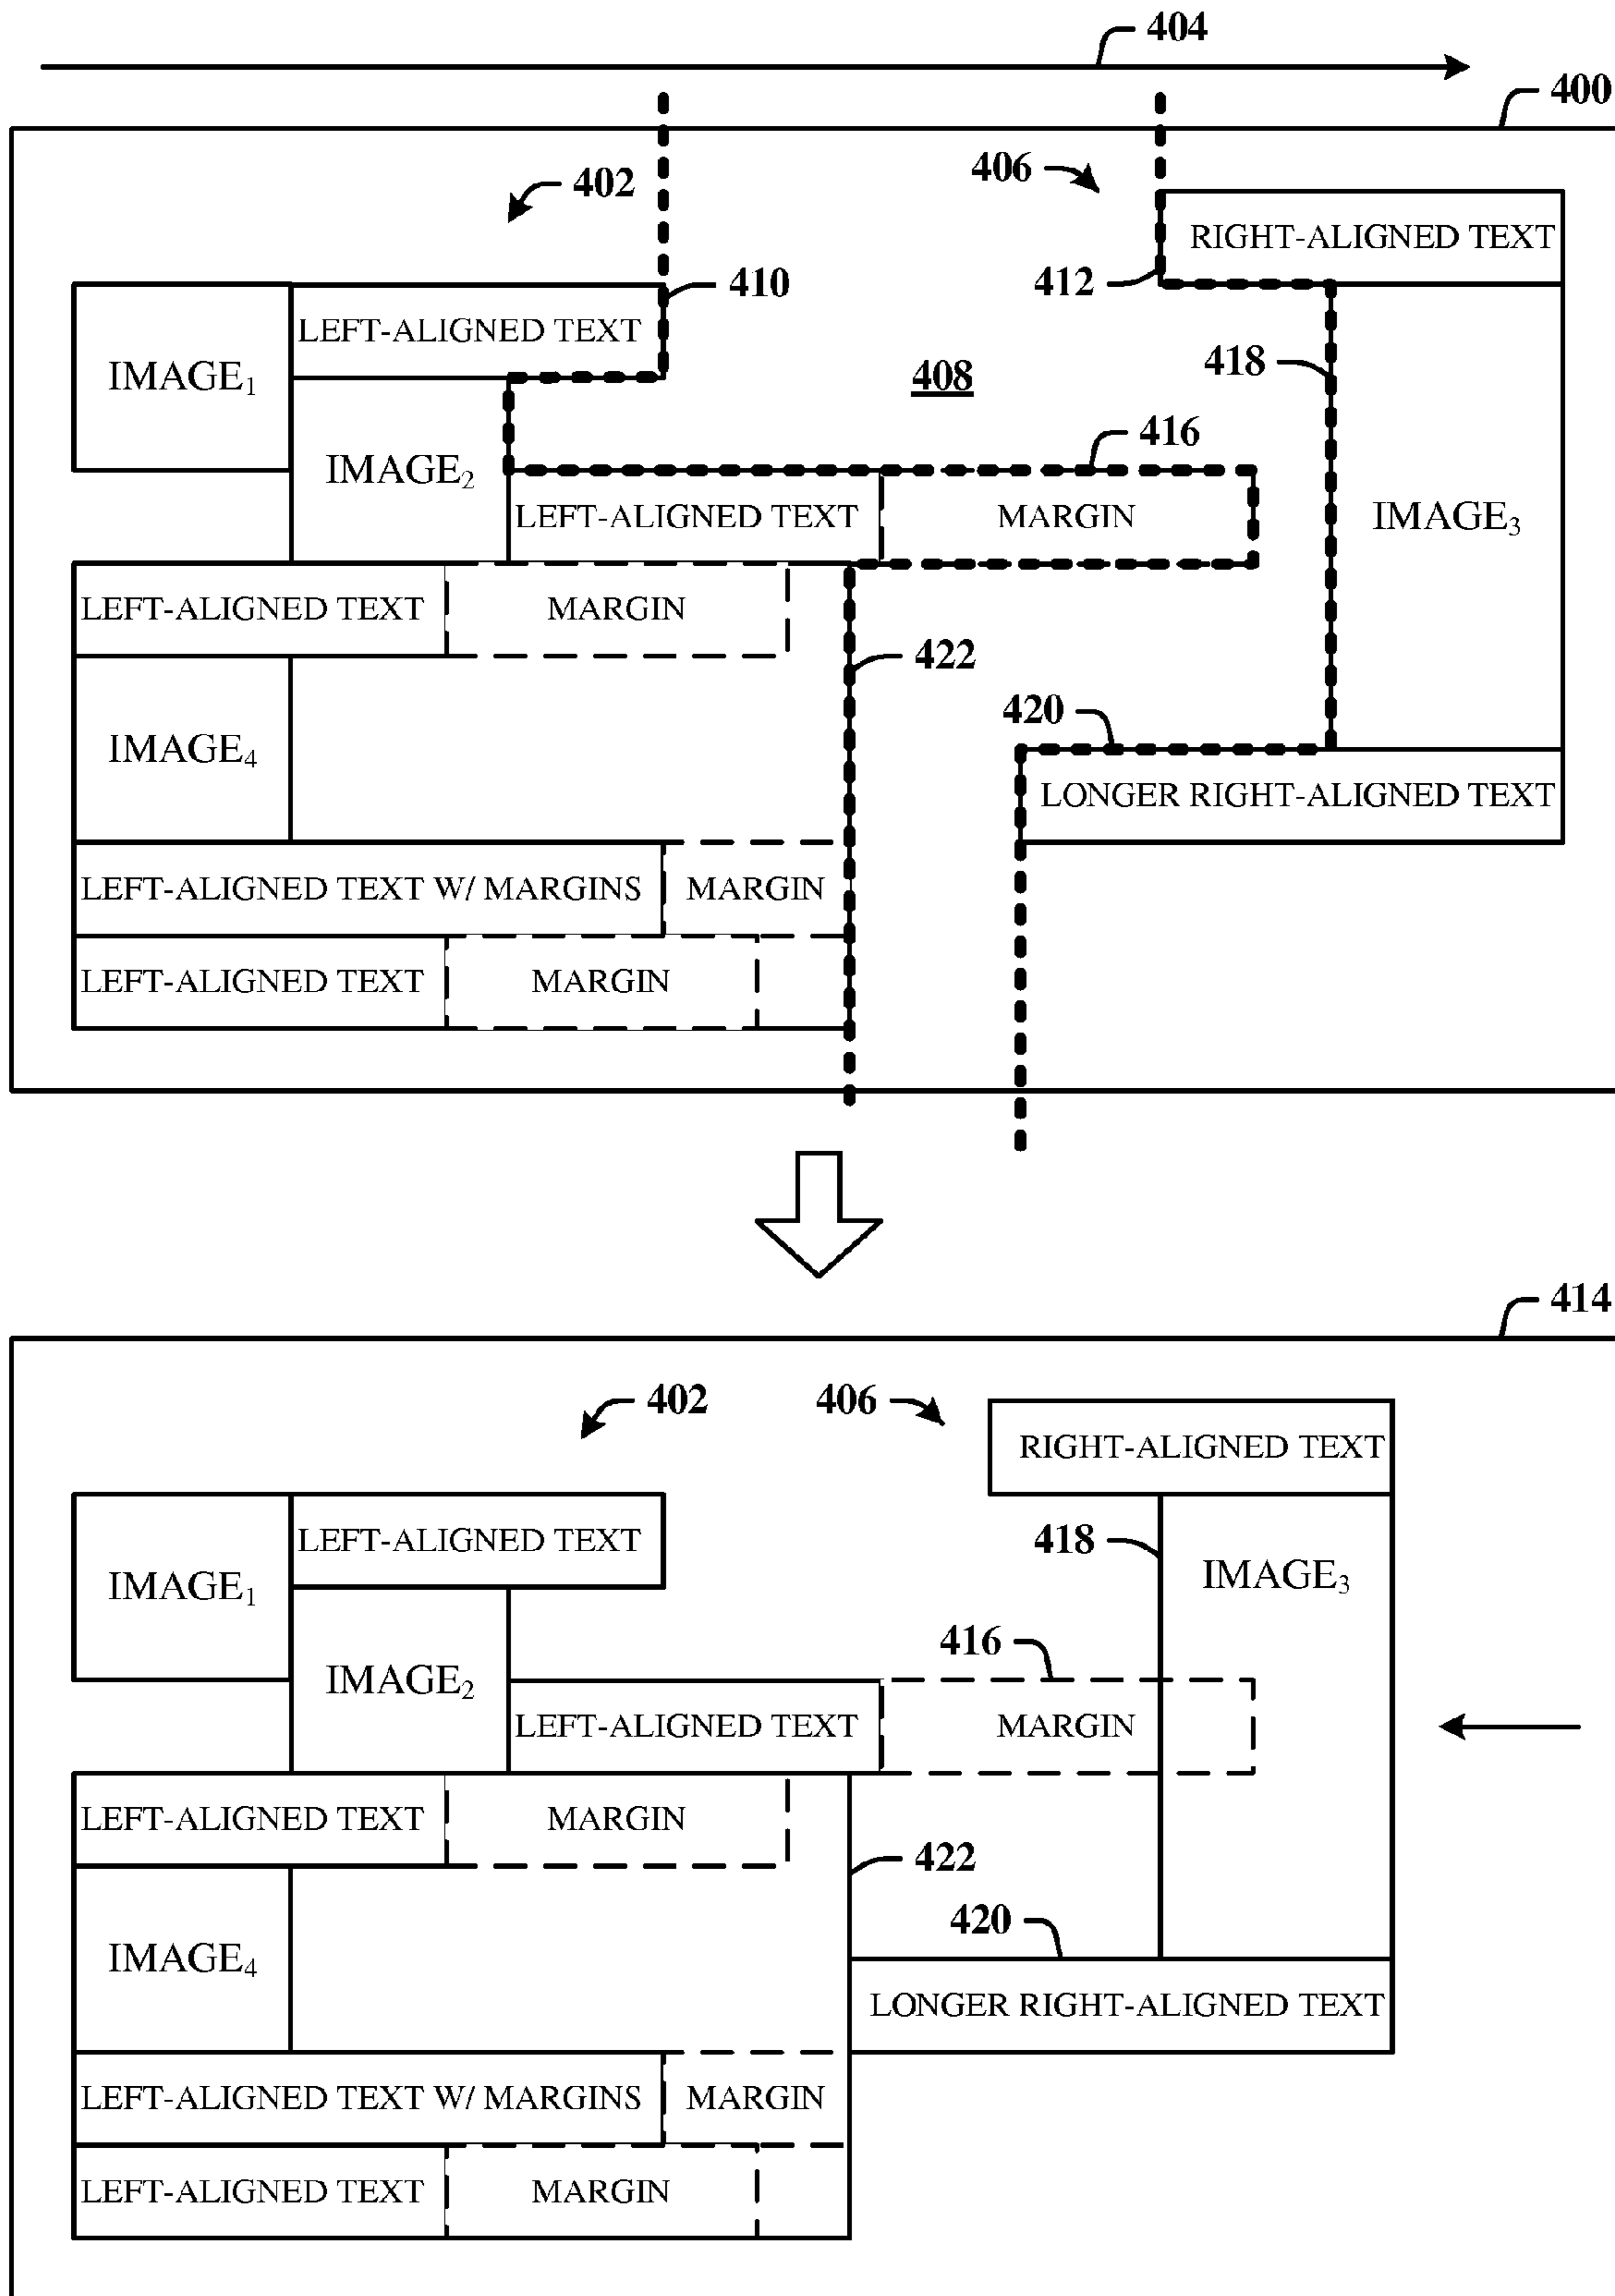 404
400
402
406
RIGHT-ALIGNED TEXT
410
412
LEFT-ALIGNED TEXT
IMAGE₁
408
418
416
IMAGE₂
LEFT-ALIGNED TEXT
MARGIN
IMAGE₃
LEFT-ALIGNED TEXT
MARGIN
422
420
IMAGE₄
LONGER RIGHT-ALIGNED TEXT
LEFT-ALIGNED TEXT W/ MARGINS
MARGIN
LEFT-ALIGNED TEXT
MARGIN
414
402
406
RIGHT-ALIGNED TEXT
LEFT-ALIGNED TEXT
418
IMAGE₁
IMAGE₃
416
IMAGE₂
LEFT-ALIGNED TEXT
MARGIN
LEFT-ALIGNED TEXT
MARGIN
422
420
IMAGE₄
LONGER RIGHT-ALIGNED TEXT
LEFT-ALIGNED TEXT W/ MARGINS
MARGIN
LEFT-ALIGNED TEXT
MARGIN